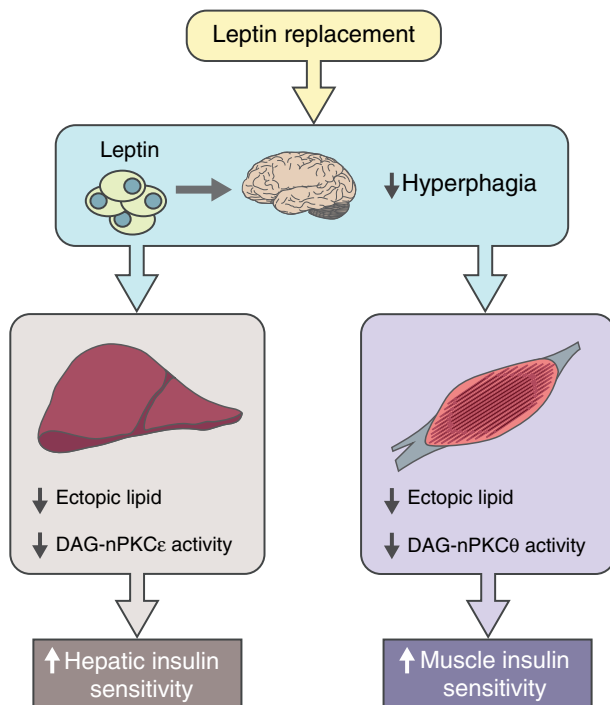 Leptin replacement
Leptin
↓ Hyperphagia
↓ Ectopic lipid
↓ DAG-nPKCε activity
↑ Hepatic insulin
sensitivity
↓ Ectopic lipid
↓ DAG-nPKCθ activity
↑ Muscle insulin
sensitivity